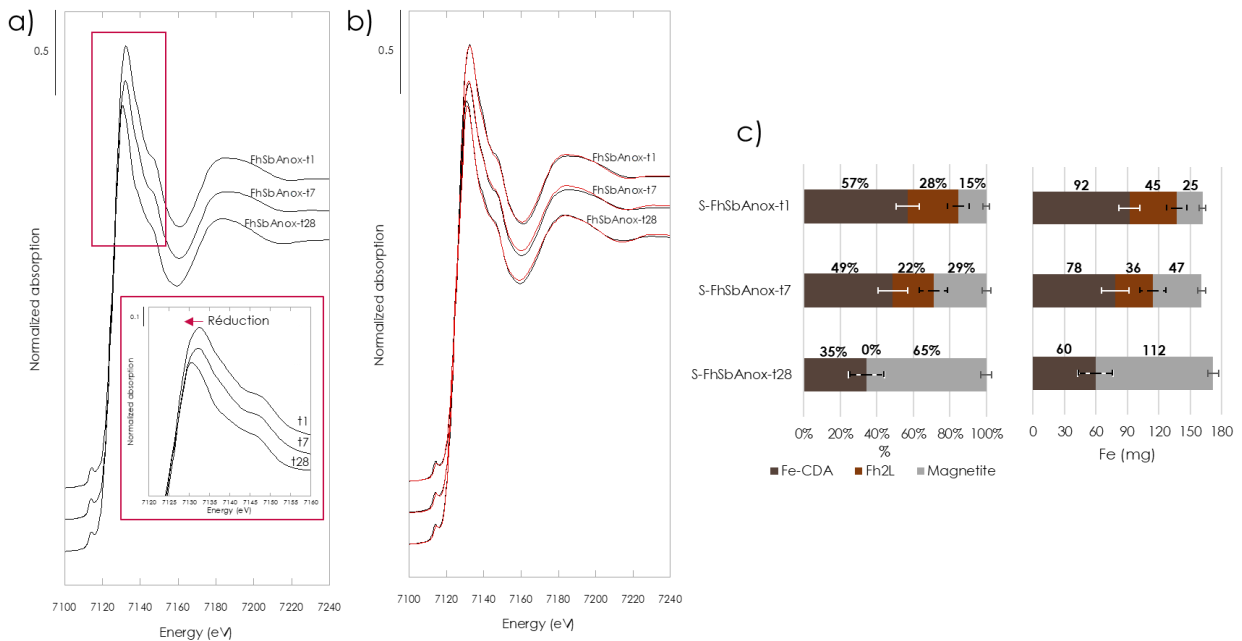 a)
0.5
FhSbAnox-t1
FhSbAnox-t7
FhSbAnox-t28
Normalized absorption
0.1
Réduction
Normalized absorption
t1
t7
t28
7120 7125 7130 7135 7140 7145 7150 7155 7160
Energy (eV)
7100 7120 7140 7160 7180 7200 7220 7240
Energy (eV)
b)
0.5
FhSbAnox-t1
FhSbAnox-t7
FhSbAnox-t28
Normalized absorption
7100 7120 7140 7160 7180 7200 7220 7240
Energy (eV)
c)
S-FhSbAnox-t1
57% 28% 15%
92 45 25
S-FhSbAnox-t7
49% 22% 29%
78 36 47
S-FhSbAnox-t28
35% 0% 65%
60 112
0% 20% 40% 60% 80% 100%
%
0 30 60 90 120 150 180
Fe (mg)
Fe-CDA Fh2L Magnetite